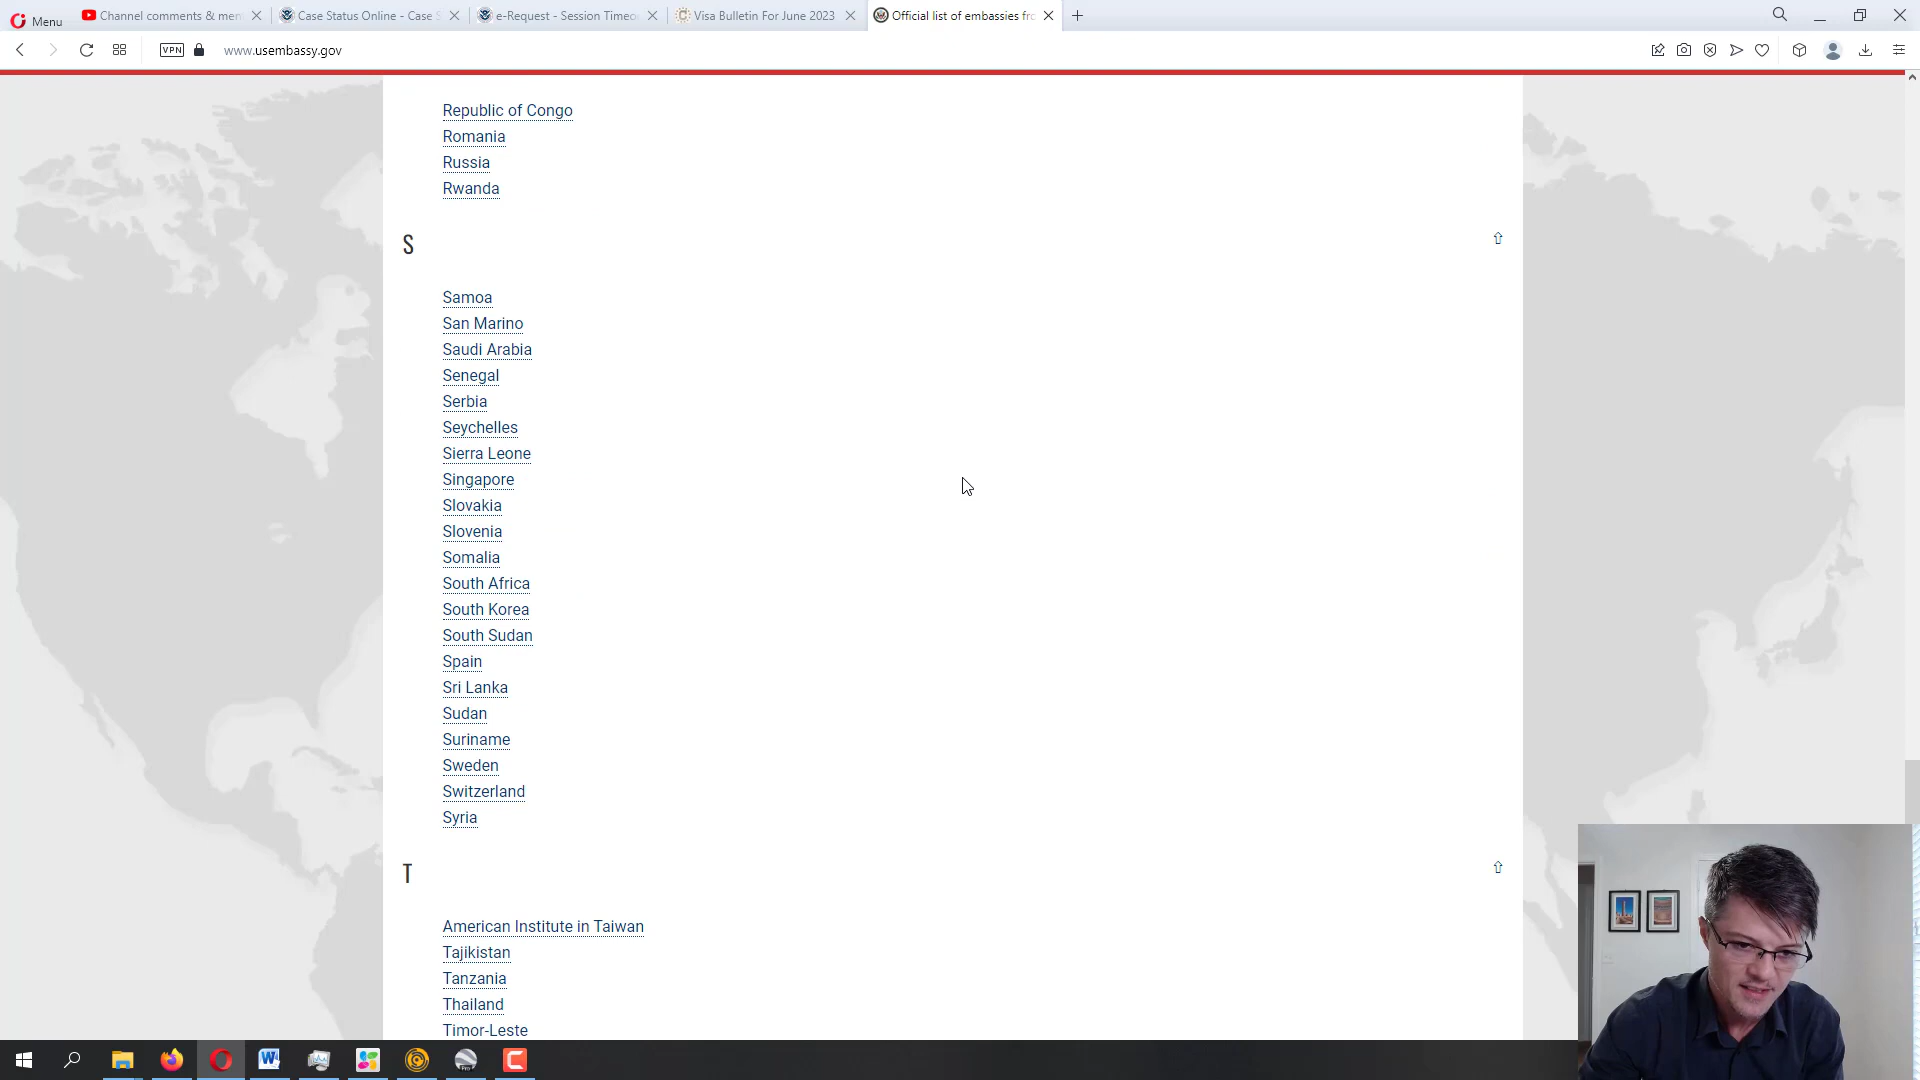 Menu
Channel comments & men
Case Status Online - Case S
e-Request - Session Timeou
Visa Bulletin For June 2023
Official list of embassies fro
VPN
www.usembassy.gov
Republic of Congo
Romania
Russia
Rwanda
S
Samoa
San Marino
Saudi Arabia
Senegal
Serbia
Seychelles
Sierra Leone
Singapore
Slovakia
Slovenia
Somalia
South Africa
South Korea
South Sudan
Spain
Sri Lanka
Sudan
Suriname
Sweden
Switzerland
Syria
T
American Institute in Taiwan
Tajikistan
Tanzania
Thailand
Timor-Leste